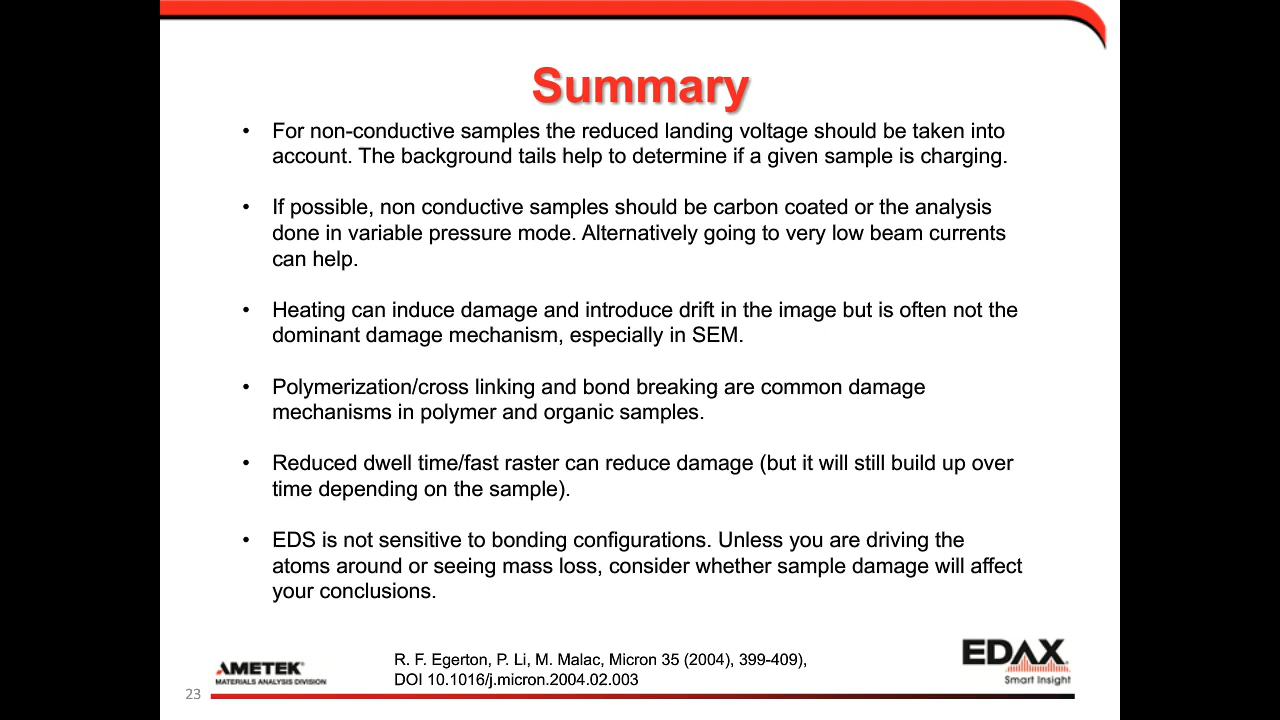 Summary
• For non-conductive samples the reduced landing voltage should be taken into
account. The background tails help to determine if a given sample is charging.
• If possible, non conductive samples should be carbon coated or the analysis
done in variable pressure mode. Alternatively going to very low beam currents
can help.
• Heating can induce damage and introduce drift in the image but is often not the
dominant damage mechanism, especially in SEM.
• Polymerization/cross linking and bond breaking are common damage
mechanisms in polymer and organic samples.
• Reduced dwell time/fast raster can reduce damage (but it will still build up over
time depending on the sample).
• EDS is not sensitive to bonding configurations. Unless you are driving the
atoms around or seeing mass loss, consider whether sample damage will affect
your conclusions.
AMETEK®
MATERIALS ANALYSIS DIVISION
R. F. Egerton, P. Li, M. Malac, Micron 35 (2004), 399-409),
DOI 10.1016/j.micron.2004.02.003
EDAX
Smart Insight
23